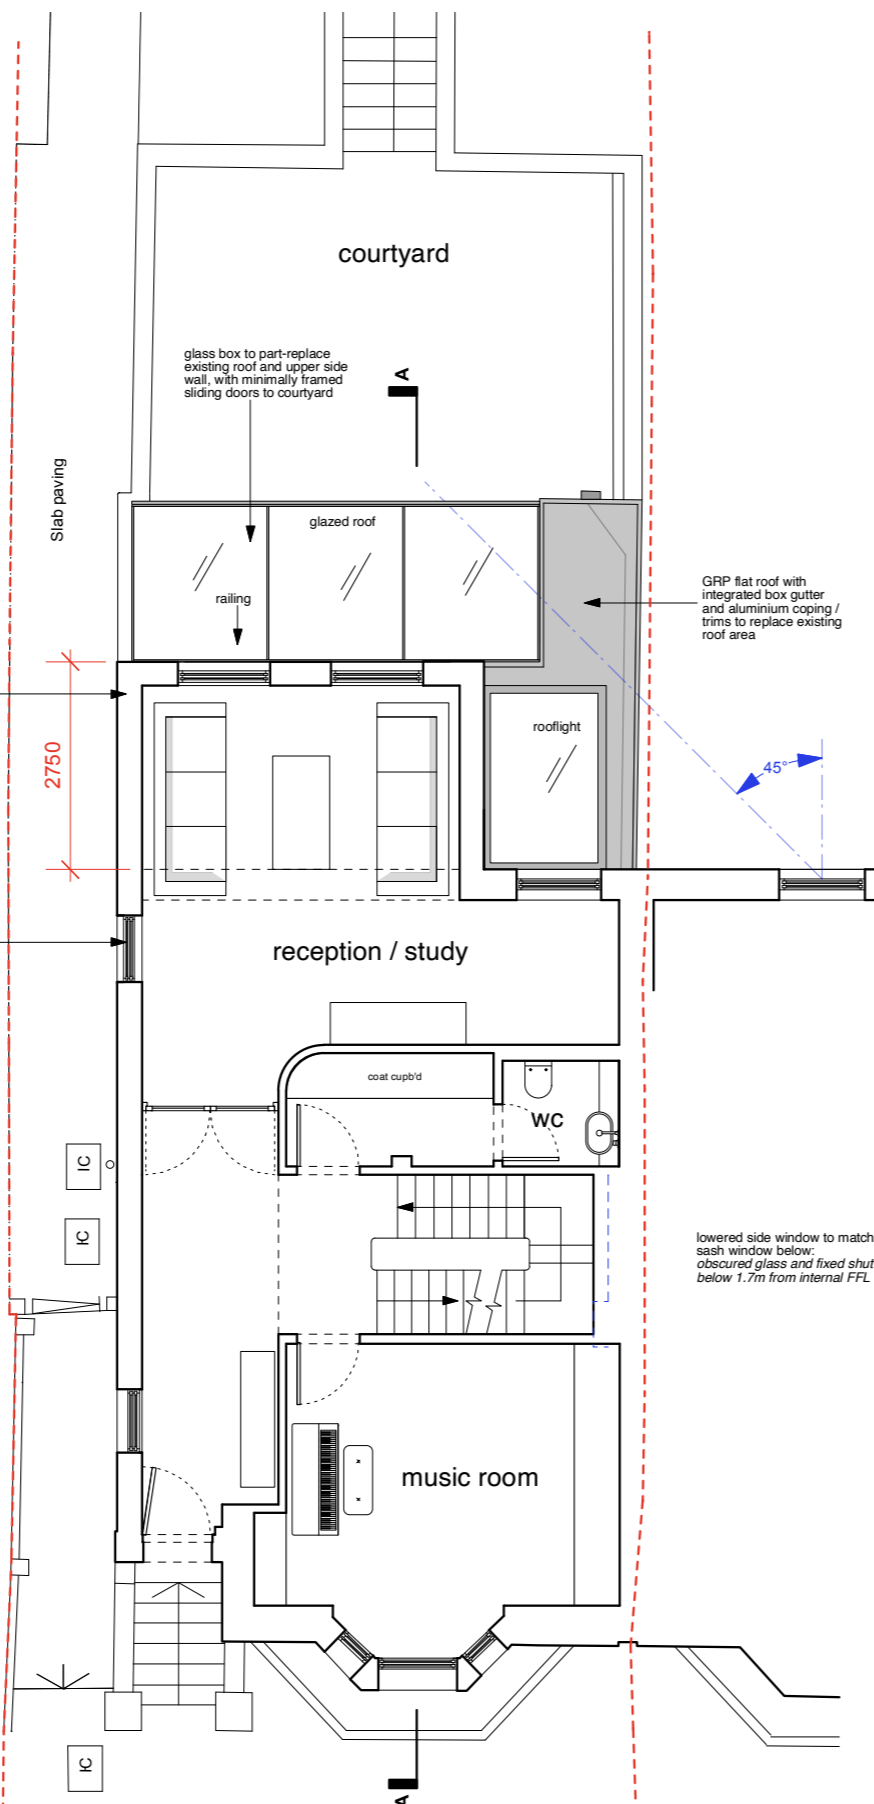 courtyard
glass box to part-replace
existing roof and upper side
wall, with minimally framed
sliding doors to courtyard
A
Slab paving
glazed roof
railing
GRP flat roof with
integrated box gutter
and aluminium coping /
trims to replace existing
roof area
2750
rooflight
45°
reception / study
coat cupb'd
WC
IC
IC
lowered side window to match
sash window below:
obscured glass and fixed shut
below 1.7m from internal FFL
music room
IC
A